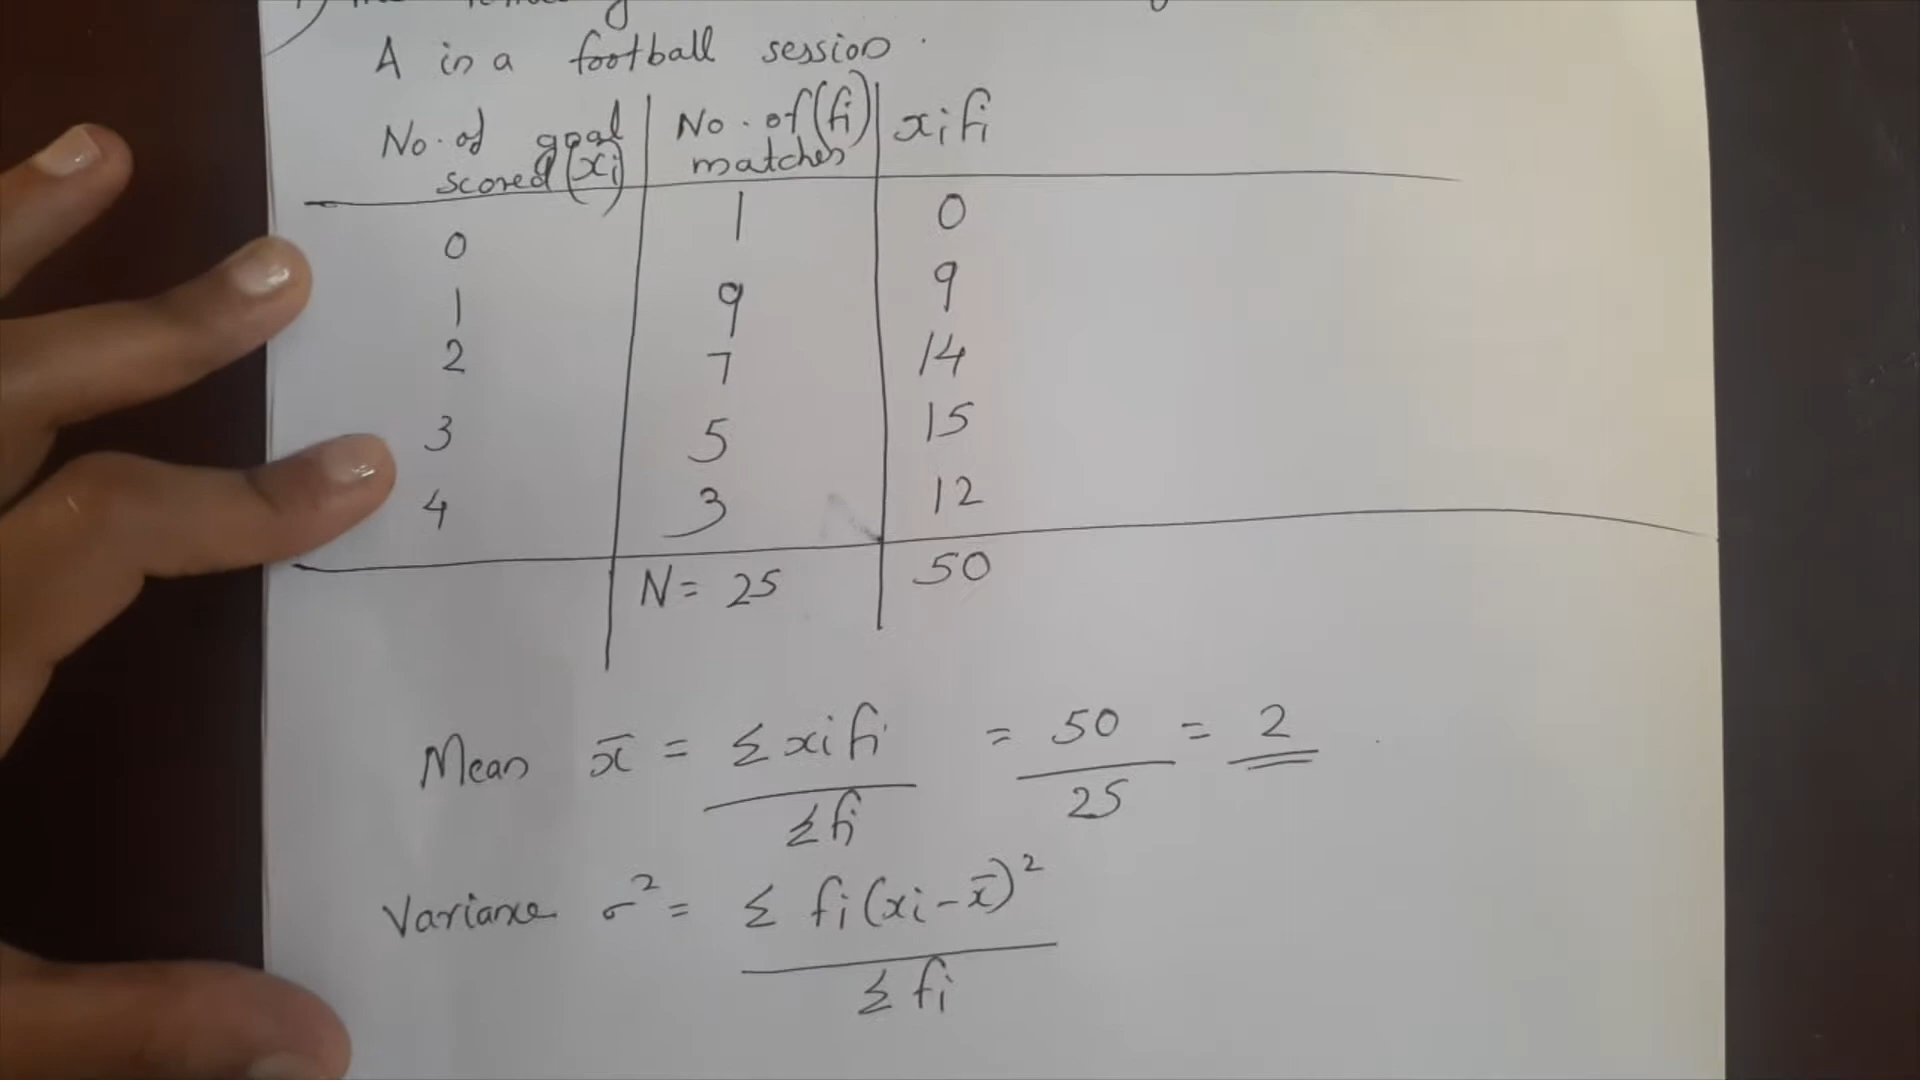 A in a football session.
No. of goal scored (xi) | No. of (fi) matches | xifi
0 1 0
1 9 9
2 7 14
3 5 15
4 3 12
N = 25 50
Mean x̄ = Σxifi / Σfi = 50 / 25 = 2
Variance σ² = Σ fi(xi-x̄)² / Σ fi